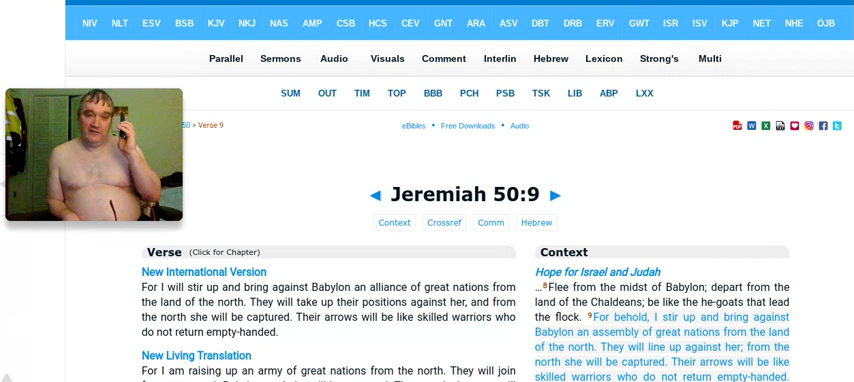 NIV NLT ESV BSB KJV NKJ NAS AMP CSB HCS CEV GNT ARA ASV DBT DRB ERV GWT ISR ISV KJP NET NHE OJB
Parallel Sermons Audio Visuals Comment Interlin Hebrew Lexicon Strong's Multi
SUM OUT TIM TOP BBB PCH PSB TSK LIB ABP LXX
50 > Verse 9
eBibles • Free Downloads • Audio
◄ Jeremiah 50:9 ►
Context Crossref Comm Hebrew
Verse (Click for Chapter)
New International Version
For I will stir up and bring against Babylon an alliance of great nations from
the land of the north. They will take up their positions against her, and from
the north she will be captured. Their arrows will be like skilled warriors who
do not return empty-handed.
New Living Translation
For I am raising up an army of great nations from the north. They will join
Context
Hope for Israel and Judah
…8Flee from the midst of Babylon; depart from the
land of the Chaldeans; be like the he-goats that lead
the flock. 9For behold, I stir up and bring against
Babylon an assembly of great nations from the land
of the north. They will line up against her; from the
north she will be captured. Their arrows will be like
skilled warriors who do not return empty-handed.